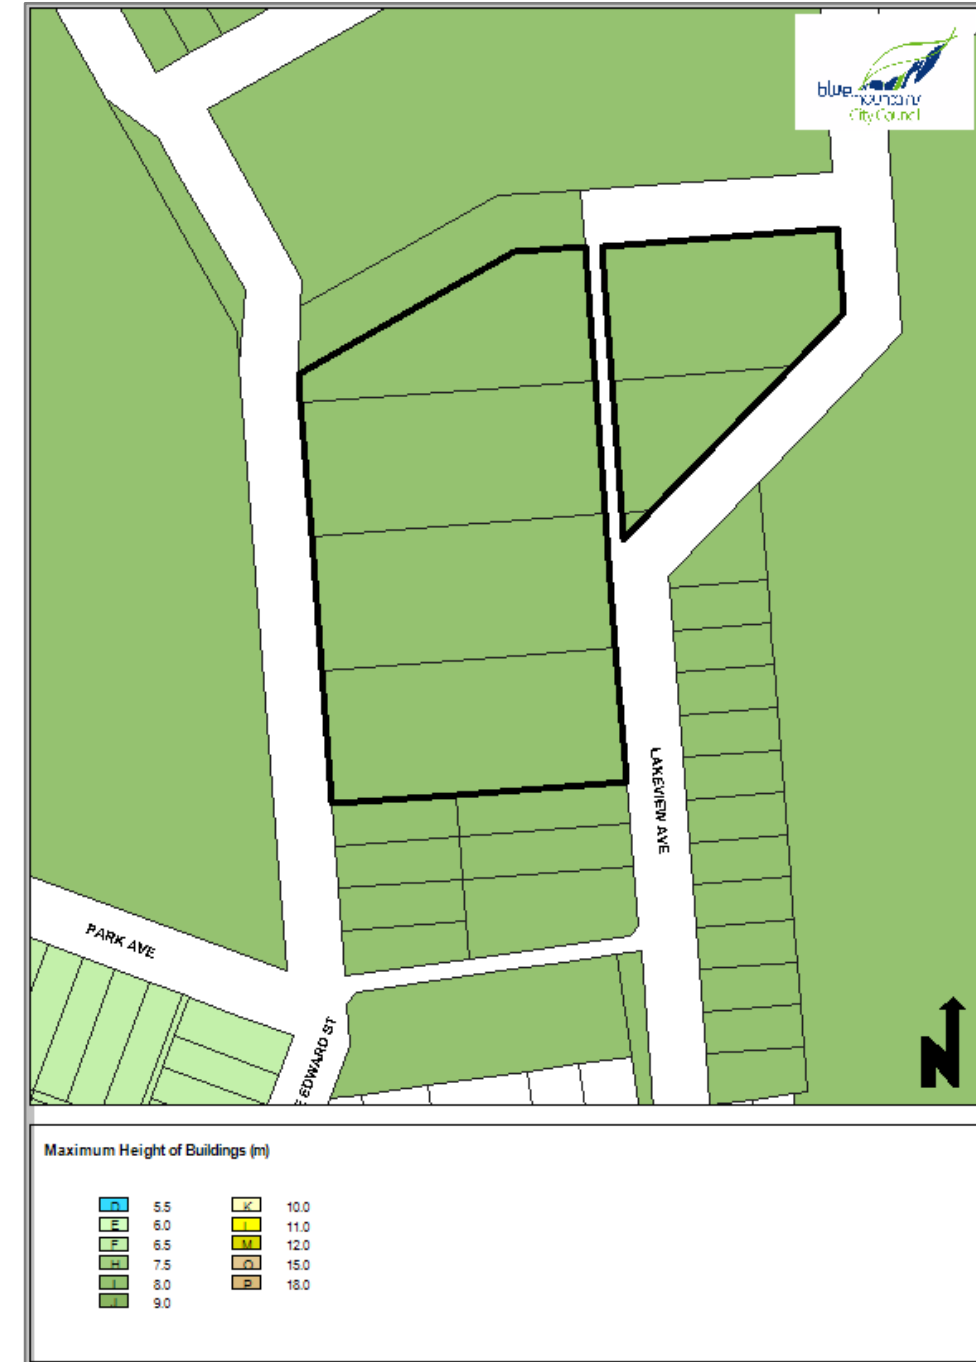 blue mountains
City Council
LAKEVIEW AVE
PARK AVE
EDWARD ST
N
Maximum Height of Buildings (m)
D 5.5 K 10.0
E 6.0 L 11.0
F 6.5 M 12.0
H 7.5 O 15.0
I 8.0 P 18.0
J 9.0